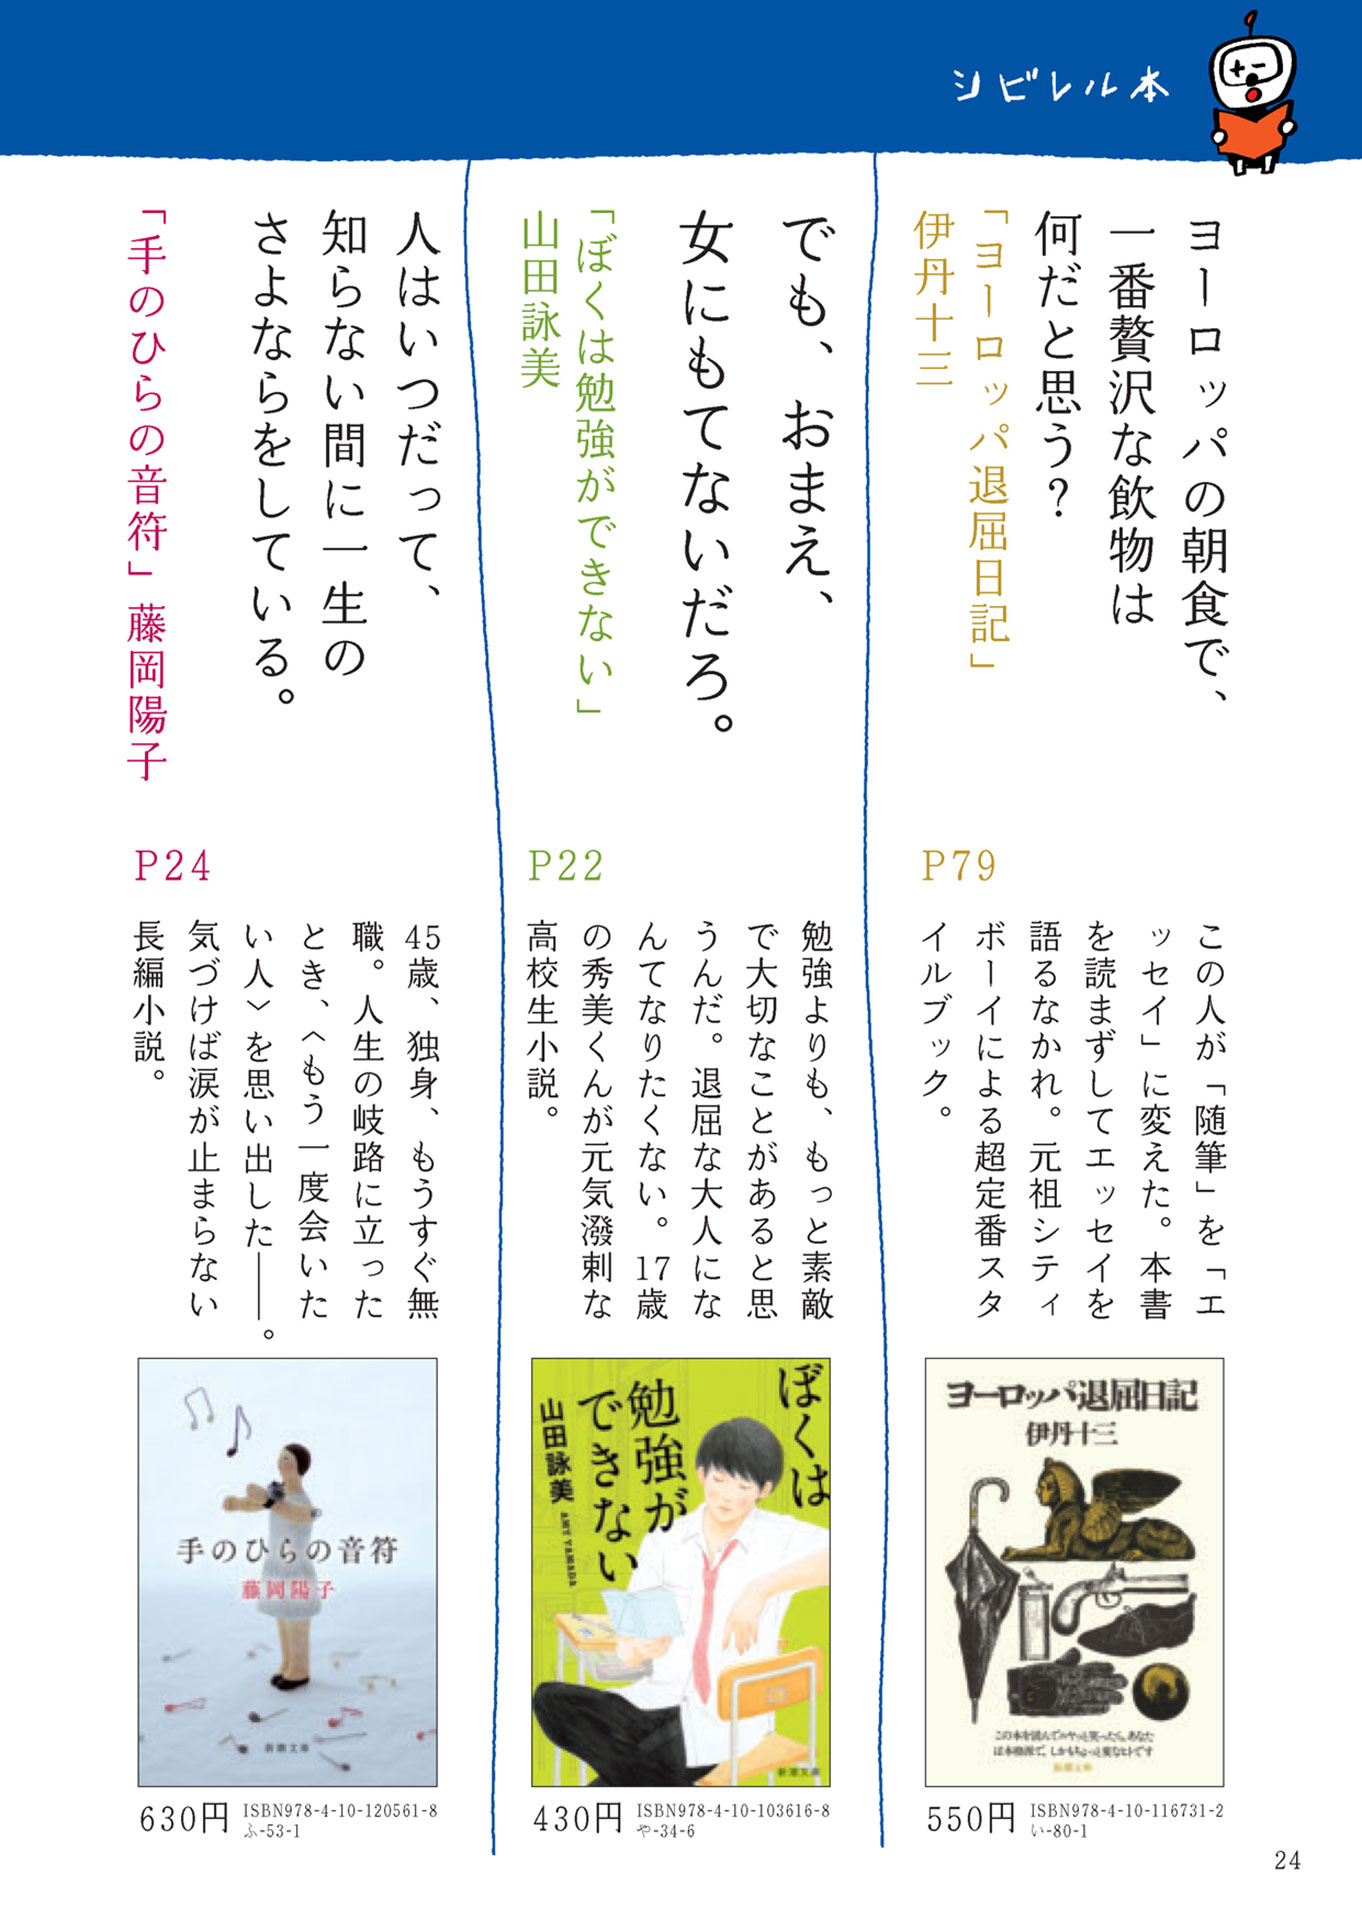 シビレル本
ヨーロッパの朝食で、
一番贅沢な飲物は
何だと思う?
「ヨーロッパ退屈日記」
伊丹十三
P79
この人が「随筆」を「エ
ッセイ」に変えた。本書
を読まずしてエッセイを
語るなかれ。元祖シティ
ボーイによる超定番スタ
イルブック。
ヨーロッパ退屈日記
伊丹十三
この本を読んでニヤッと笑ったら、あなた
は本格派で、しかもちょっと変なヒトです
新潮文庫
550円
ISBN978-4-10-116731-2
い-80-1
でも、おまえ、
女にもてないだろ。
「ぼくは勉強ができない」
山田詠美
P22
勉強よりも、もっと素敵
で大切なことがあると思
うんだ。退屈な大人にな
んてなりたくない。17歳
の秀美くんが元気潑剌な
高校生小説。
ぼくは
勉強が
できない
山田詠美
AMY YAMADA
新潮文庫
430円
ISBN978-4-10-103616-8
や-34-6
人はいつだって、
知らない間に一生の
さよならをしている。
「手のひらの音符」藤岡陽子
P24
45歳、独身、もうすぐ無
職。人生の岐路に立った
とき、〈もう一度会いた
い人〉を思い出した――。
気づけば涙が止まらない
長編小説。
手のひらの音符
藤岡陽子
新潮文庫
630円
ISBN978-4-10-120561-8
ふ-53-1
24